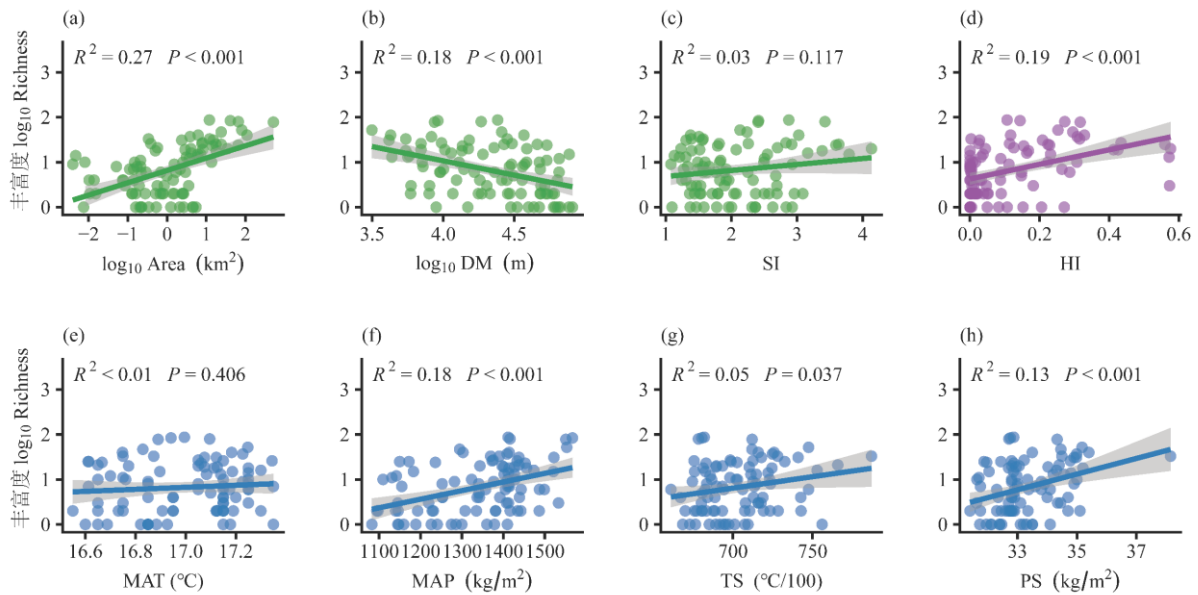 (a) (b) (c) (d)
R² = 0.27 P < 0.001 R² = 0.18 P < 0.001 R² = 0.03 P = 0.117 R² = 0.19 P < 0.001
丰富度 log₁₀ Richness
3 3 3 3
2 2 2 2
1 1 1 1
0 0 0 0
−2 −1 0 1 2 3.5 4.0 4.5 1 2 3 4 0.0 0.2 0.4 0.6
log₁₀ Area (km²) log₁₀ DM (m) SI HI
(e) (f) (g) (h)
R² < 0.01 P = 0.406 R² = 0.18 P < 0.001 R² = 0.05 P = 0.037 R² = 0.13 P < 0.001
丰富度 log₁₀ Richness
3 3 3 3
2 2 2 2
1 1 1 1
0 0 0 0
16.6 16.8 17.0 17.2 1100 1200 1300 1400 1500 700 750 33 35 37
MAT (℃) MAP (kg/m²) TS (℃/100) PS (kg/m²)